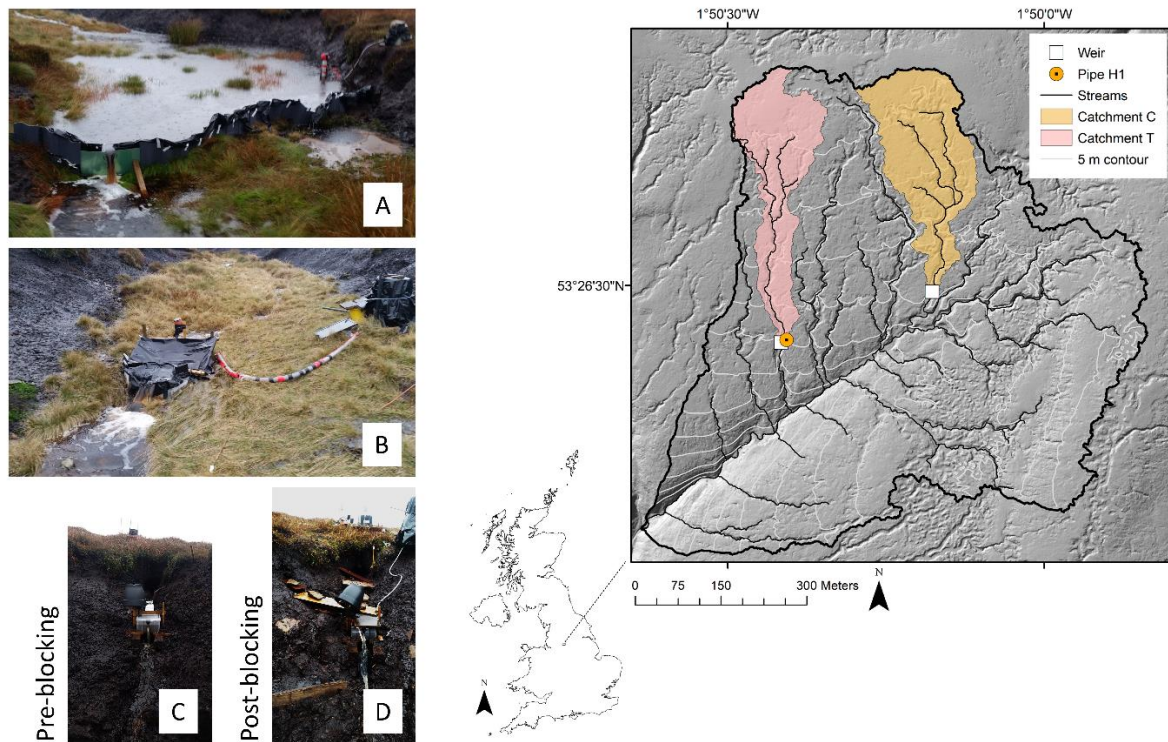 A
B
Pre-blocking
C
Post-blocking
D
1°50'30"W
1°50'0"W
53°26'30"N
Weir
Pipe H1
Streams
Catchment C
Catchment T
5 m contour
0 75 150 300 Meters
N
N